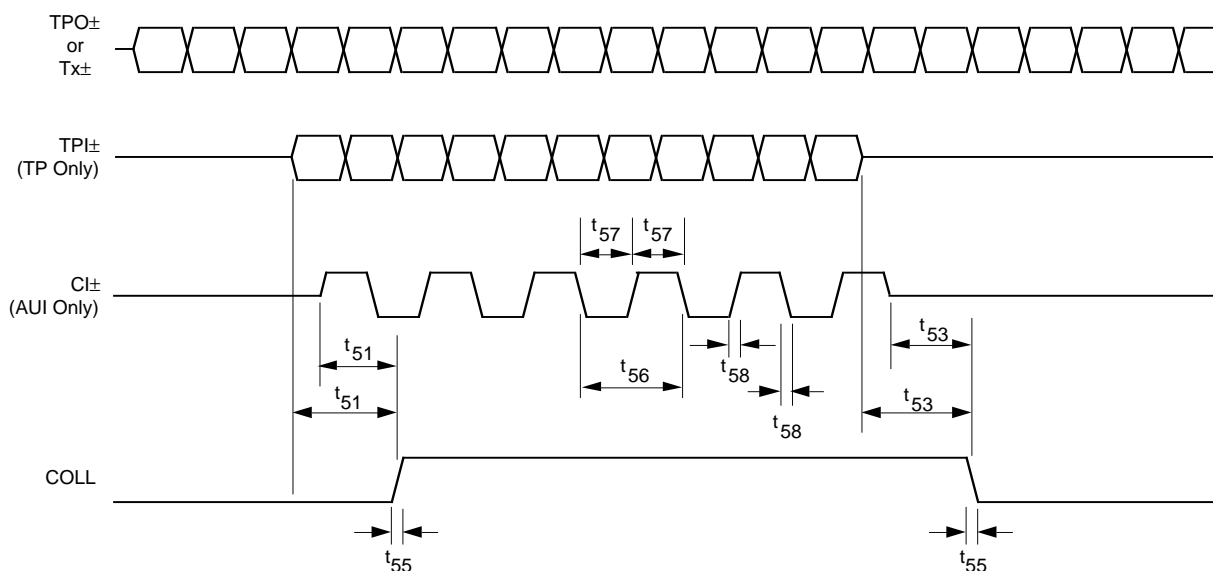 TPO±
or
Tx±
TPI±
(TP Only)
t57 t57
CI±
(AUI Only)
t51 t56 t58 t53
t51 t58 t53
COLL
t55 t55